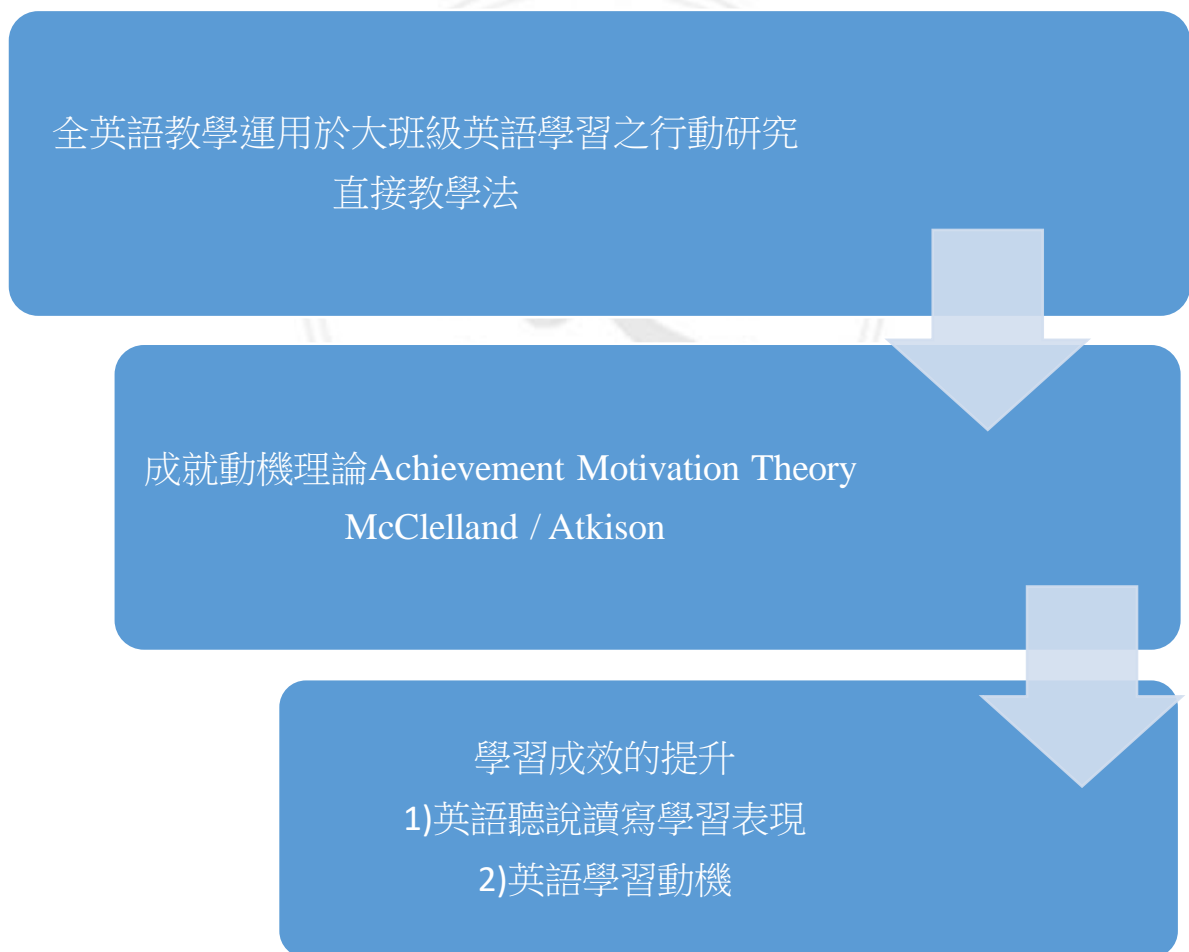 全英語教學運用於大班級英語學習之行動研究
直接教學法
成就動機理論Achievement Motivation Theory
McClelland / Atkison
學習成效的提升
1)英語聽說讀寫學習表現
2)英語學習動機